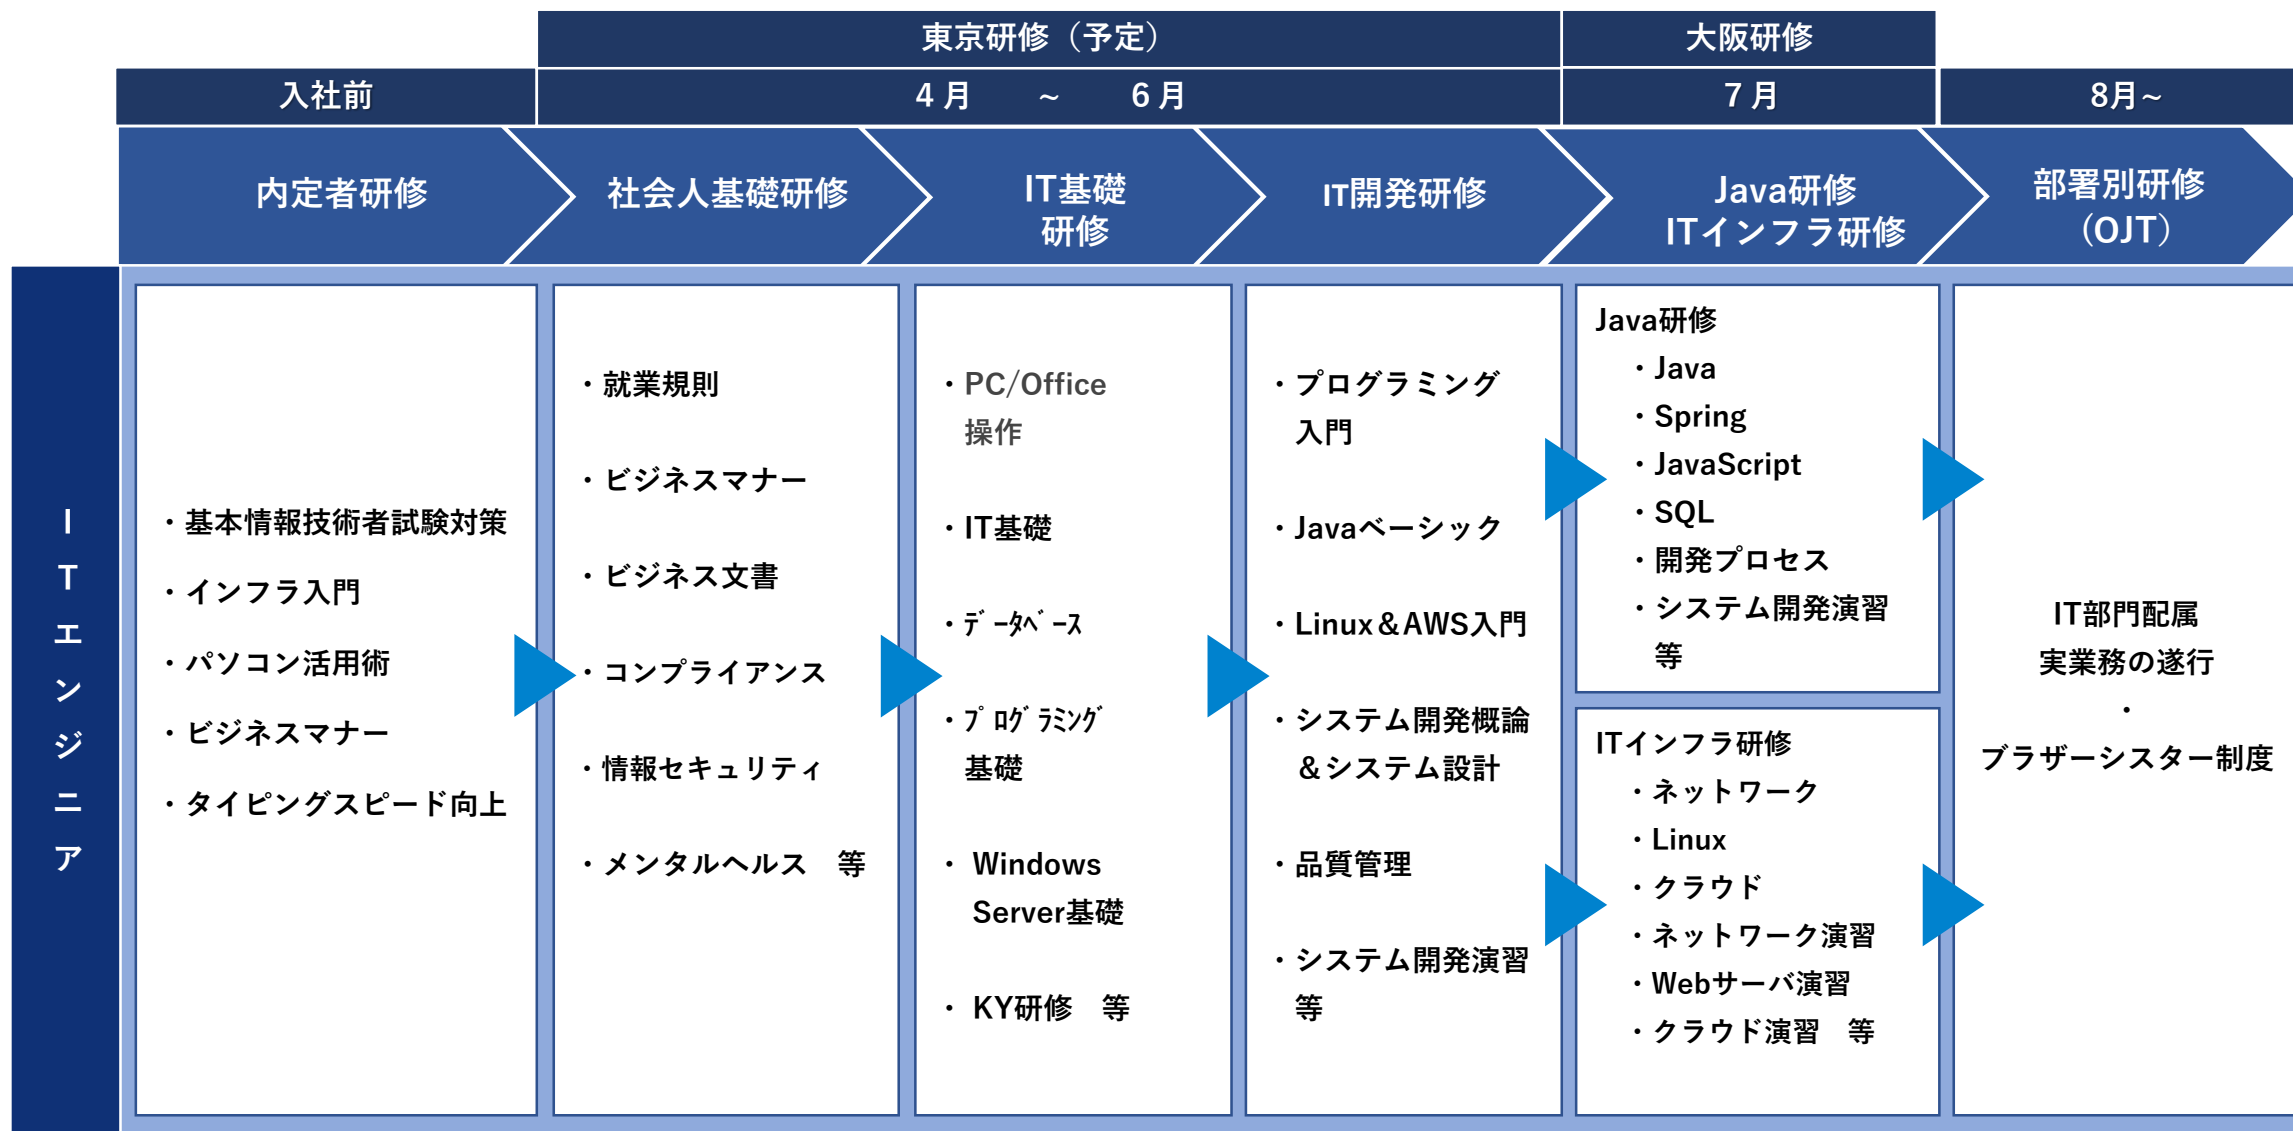 東京研修（予定）
大阪研修
入社前
4月　～　6月
7月
8月~
内定者研修
社会人基礎研修
IT基礎
研修
IT開発研修
Java研修
ITインフラ研修
部署別研修
（OJT）
ITエンジニア
・基本情報技術者試験対策
・インフラ入門
・パソコン活用術
・ビジネスマナー
・タイピングスピード向上
・就業規則
・ビジネスマナー
・ビジネス文書
・コンプライアンス
・情報セキュリティ
・メンタルヘルス　等
・PC/Office
操作
・IT基礎
・ﾃﾞｰﾀﾍﾞｰｽ
・ﾌﾟﾛｸﾞﾗﾐﾝｸﾞ
基礎
・ Windows
Server基礎
・ KY研修　等
・プログラミング
入門
・Javaベーシック
・Linux＆AWS入門
・システム開発概論
＆システム設計
・品質管理
・システム開発演習
等
Java研修
・Java
・Spring
・JavaScript
・SQL
・開発プロセス
・システム開発演習
等
ITインフラ研修
・ネットワーク
・Linux
・クラウド
・ネットワーク演習
・Webサーバ演習
・クラウド演習　等
IT部門配属
実業務の遂行
・
ブラザーシスター制度